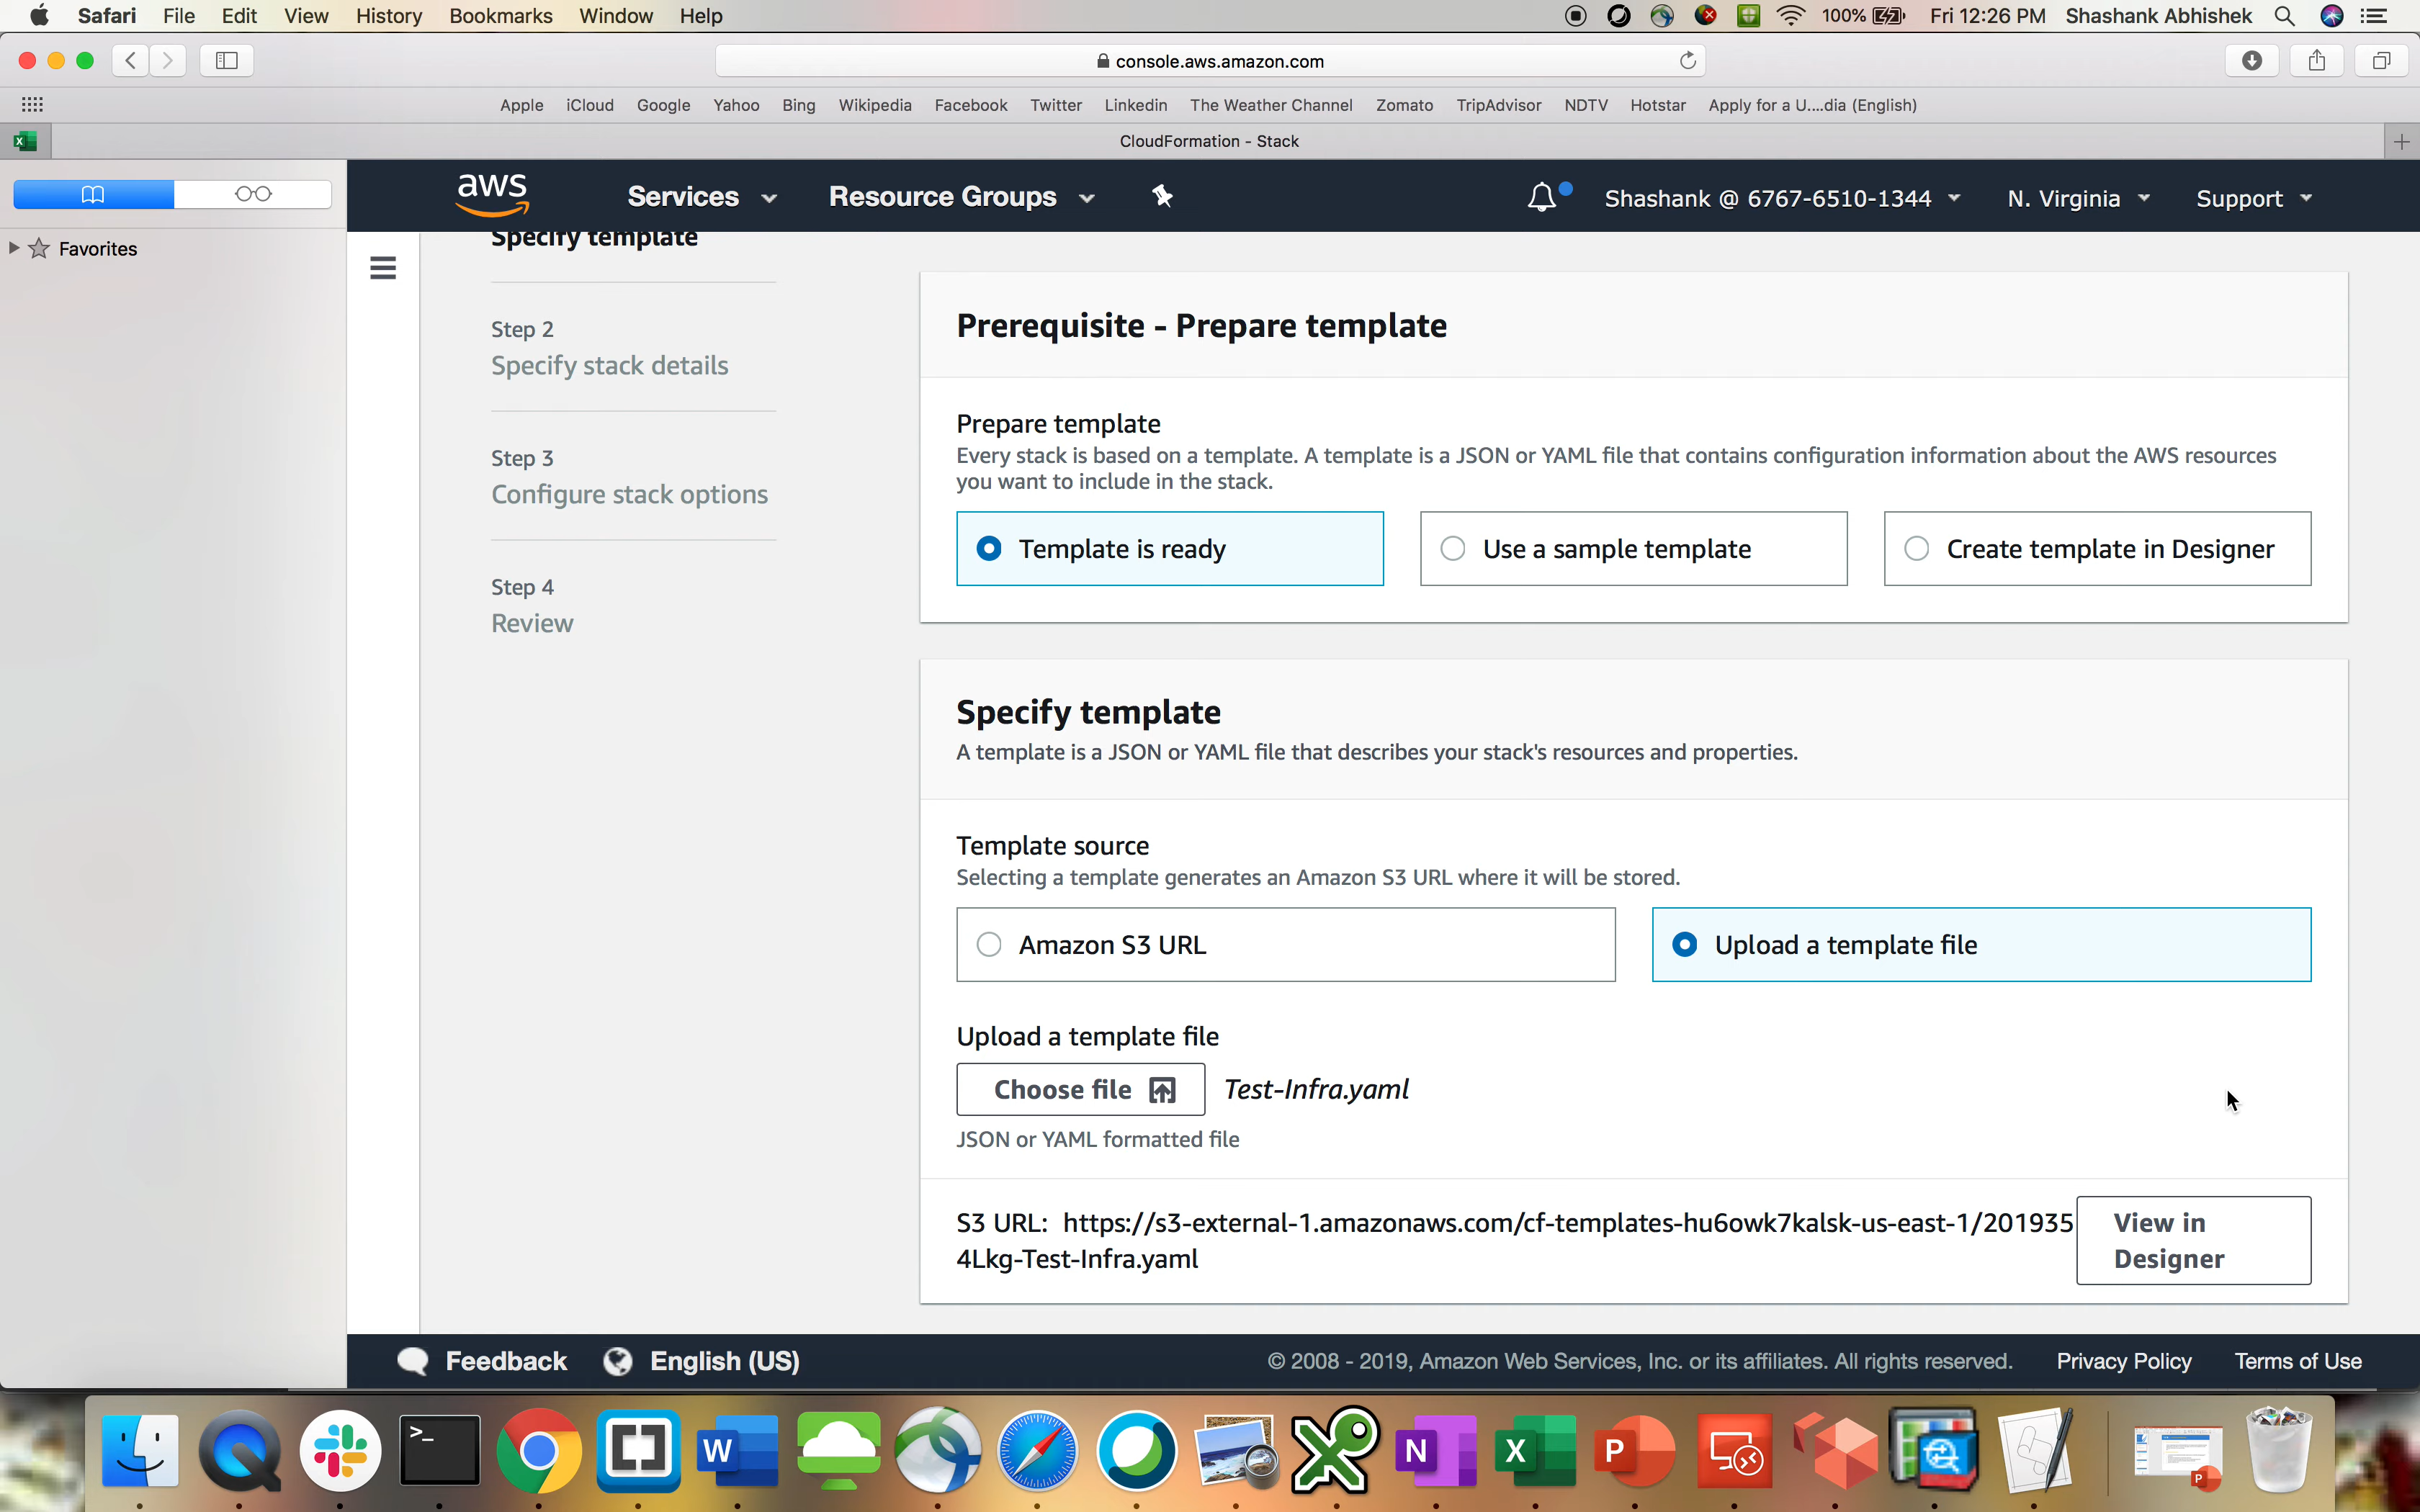 Safari File Edit View History Bookmarks Window Help 100% Fri 12:26 PM Shashank Abhishek
console.aws.amazon.com
Apple iCloud Google Yahoo Bing Wikipedia Facebook Twitter Linkedin The Weather Channel Zomato TripAdvisor NDTV Hotstar Apply for a U....dia (English)
CloudFormation - Stack
aws Services Resource Groups Shashank @ 6767-6510-1344 N. Virginia Support
Favorites
Specify template
Step 2
Specify stack details
Step 3
Configure stack options
Step 4
Review
Prerequisite - Prepare template
Prepare template
Every stack is based on a template. A template is a JSON or YAML file that contains configuration information about the AWS resources
you want to include in the stack.
Template is ready Use a sample template Create template in Designer
Specify template
A template is a JSON or YAML file that describes your stack's resources and properties.
Template source
Selecting a template generates an Amazon S3 URL where it will be stored.
Amazon S3 URL Upload a template file
Upload a template file
Choose file Test-Infra.yaml
JSON or YAML formatted file
S3 URL: https://s3-external-1.amazonaws.com/cf-templates-hu6owk7kalsk-us-east-1/201935
4Lkg-Test-Infra.yaml
View in
Designer
Feedback English (US) © 2008 - 2019, Amazon Web Services, Inc. or its affiliates. All rights reserved. Privacy Policy Terms of Use